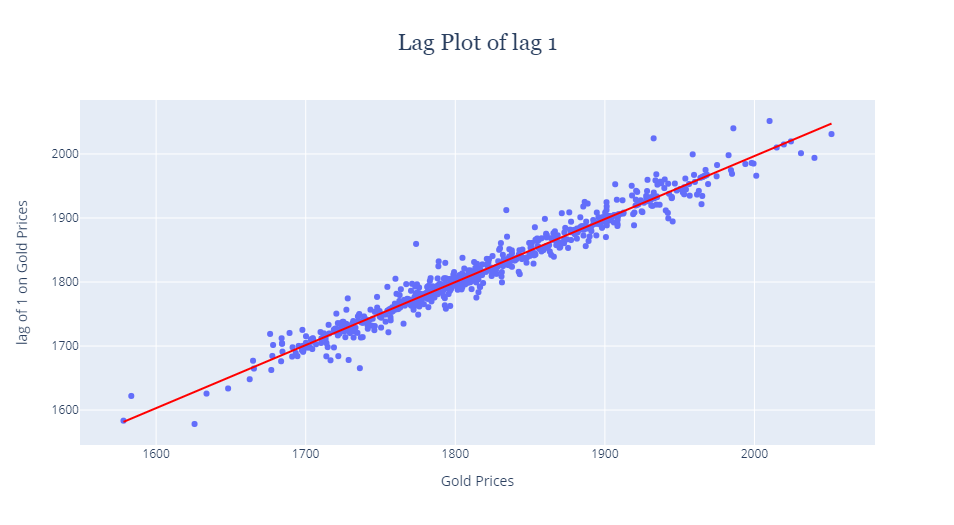 Lag Plot of lag 1
lag of 1 on Gold Prices
2000
1900
1800
1700
1600
1600 1700 1800 1900 2000
Gold Prices